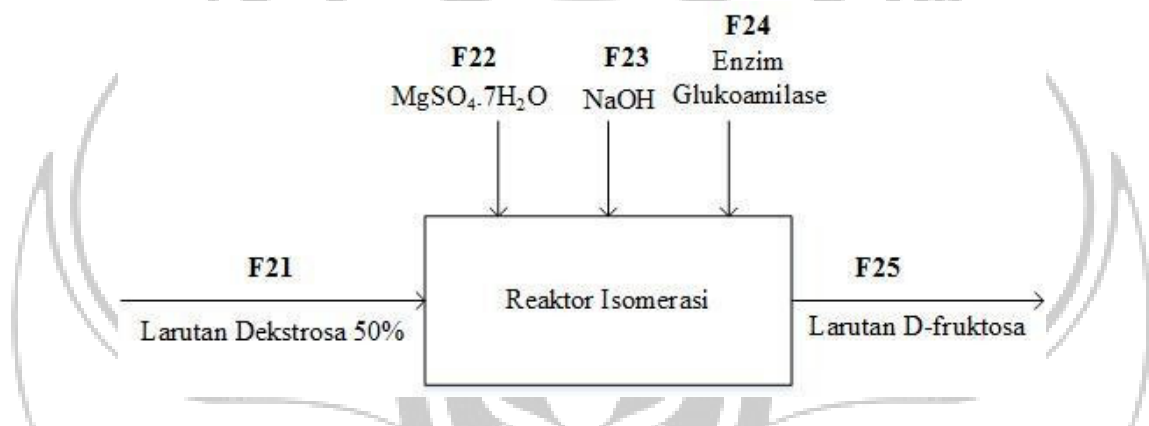 F22
MgSO₄.7H₂O
F23
NaOH
F24
Enzim
Glukoamilase
F21
Larutan Dekstrosa 50%
Reaktor Isomerasi
F25
Larutan D-fruktosa